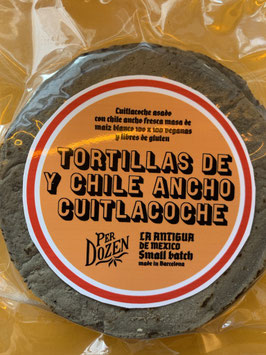 Cuitlacoche asado
con chile ancho fresca masa de
maíz blanco 100 x 100 veganas
y libres de gluten
TORTILLAS DE
Y CHILE ANCHO
CUITLACOCHE
PER
DOZEN
LA ANTIGUA
DE MEXICO
Small batch
made in Barcelona